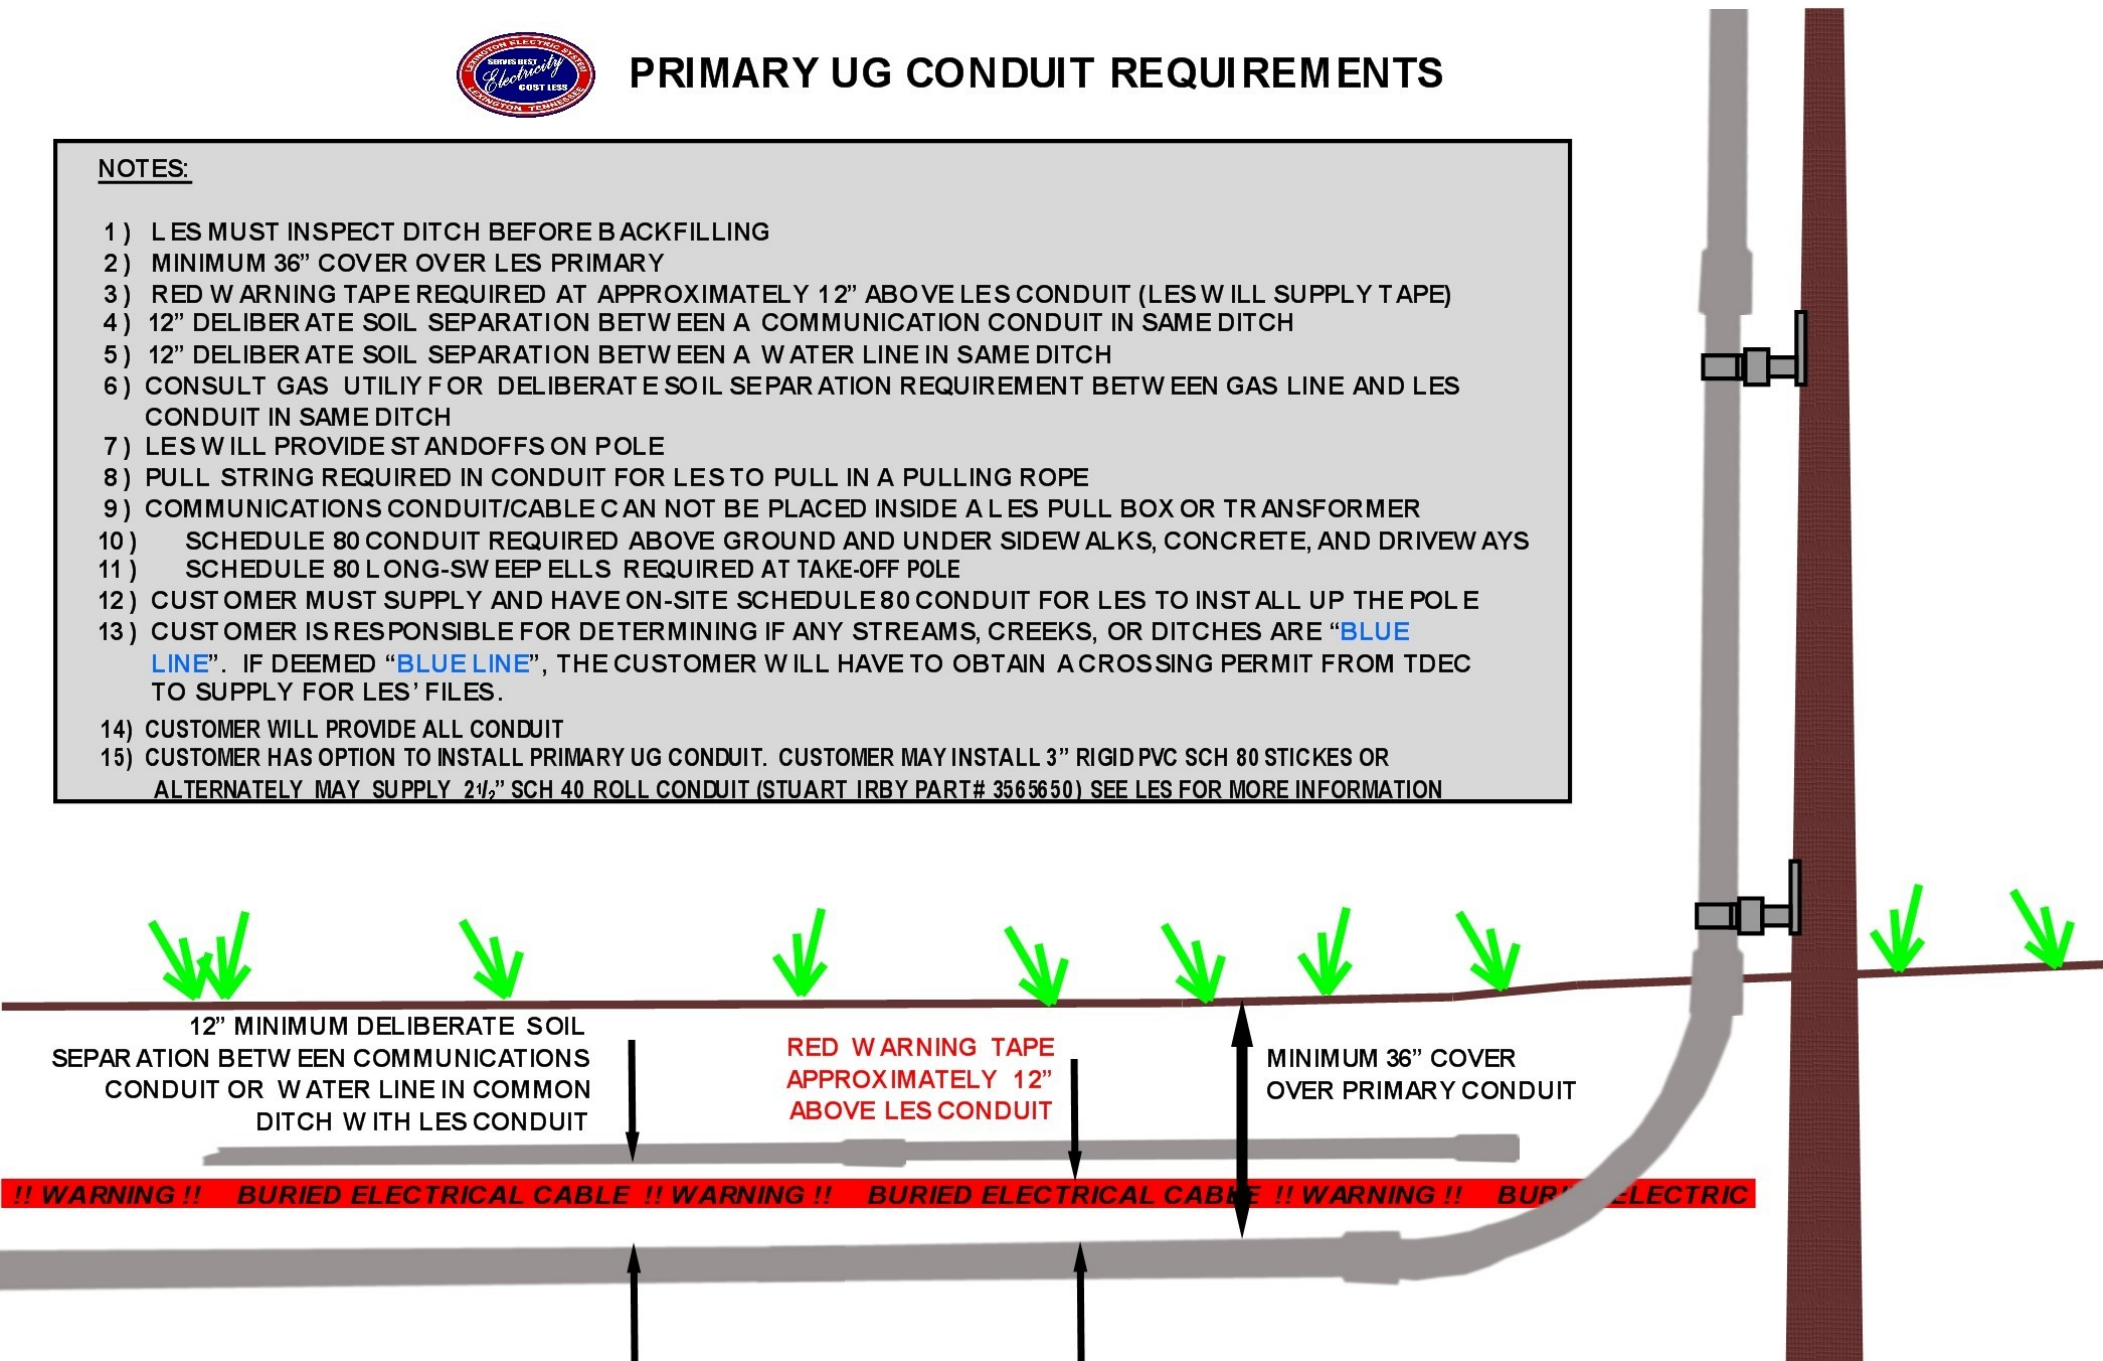 LEXINGTON ELECTRIC SYSTEM
SERVES BEST
Electricity
COST LESS
LEXINGTON TENNESSEE
PRIMARY UG CONDUIT REQUIREMENTS
NOTES:
1) LES MUST INSPECT DITCH BEFORE BACKFILLING
2) MINIMUM 36” COVER OVER LES PRIMARY
3) RED WARNING TAPE REQUIRED AT APPROXIMATELY 12” ABOVE LES CONDUIT (LES WILL SUPPLY TAPE)
4) 12” DELIBERATE SOIL SEPARATION BETWEEN A COMMUNICATION CONDUIT IN SAME DITCH
5) 12” DELIBERATE SOIL SEPARATION BETWEEN A WATER LINE IN SAME DITCH
6) CONSULT GAS UTILIY FOR DELIBERATE SOIL SEPARATION REQUIREMENT BETWEEN GAS LINE AND LES
CONDUIT IN SAME DITCH
7) LES WILL PROVIDE STANDOFFS ON POLE
8) PULL STRING REQUIRED IN CONDUIT FOR LES TO PULL IN A PULLING ROPE
9) COMMUNICATIONS CONDUIT/CABLE CAN NOT BE PLACED INSIDE A LES PULL BOX OR TRANSFORMER
10) SCHEDULE 80 CONDUIT REQUIRED ABOVE GROUND AND UNDER SIDEWALKS, CONCRETE, AND DRIVEWAYS
11) SCHEDULE 80 LONG-SWEEP ELLS REQUIRED AT TAKE-OFF POLE
12) CUSTOMER MUST SUPPLY AND HAVE ON-SITE SCHEDULE 80 CONDUIT FOR LES TO INSTALL UP THE POLE
13) CUSTOMER IS RESPONSIBLE FOR DETERMINING IF ANY STREAMS, CREEKS, OR DITCHES ARE “BLUE
LINE”. IF DEEMED “BLUE LINE”, THE CUSTOMER WILL HAVE TO OBTAIN A CROSSING PERMIT FROM TDEC
TO SUPPLY FOR LES’ FILES.
14) CUSTOMER WILL PROVIDE ALL CONDUIT
15) CUSTOMER HAS OPTION TO INSTALL PRIMARY UG CONDUIT. CUSTOMER MAY INSTALL 3” RIGID PVC SCH 80 STICKES OR
ALTERNATELY MAY SUPPLY 2 1/2” SCH 40 ROLL CONDUIT (STUART IRBY PART# 3565650) SEE LES FOR MORE INFORMATION
12” MINIMUM DELIBERATE SOIL
SEPARATION BETWEEN COMMUNICATIONS
CONDUIT OR WATER LINE IN COMMON
DITCH WITH LES CONDUIT
RED WARNING TAPE
APPROXIMATELY 12”
ABOVE LES CONDUIT
MINIMUM 36” COVER
OVER PRIMARY CONDUIT
!! WARNING !! BURIED ELECTRICAL CABLE !! WARNING !! BURIED ELECTRICAL CABLE !! WARNING !! BURIED ELECTRIC